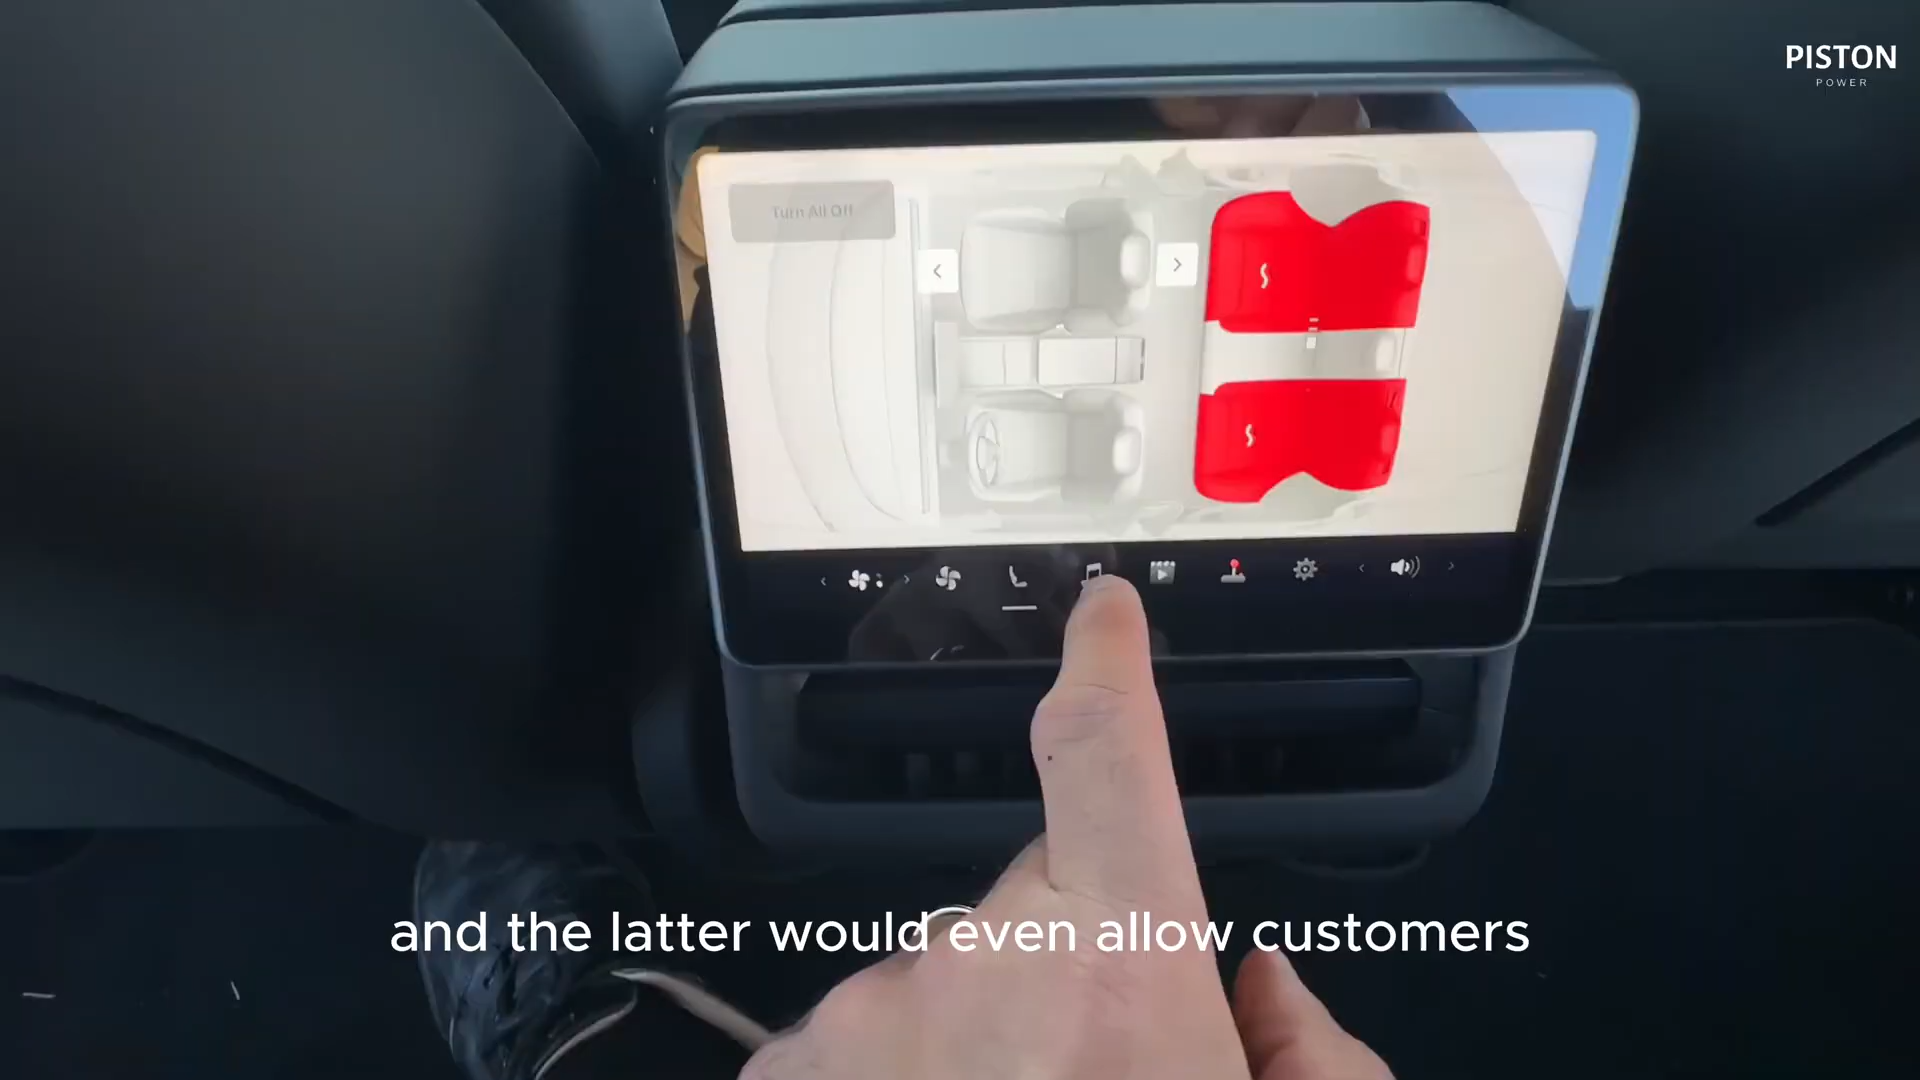 PISTON
POWER
Turn All Off
and the latter would even allow customers